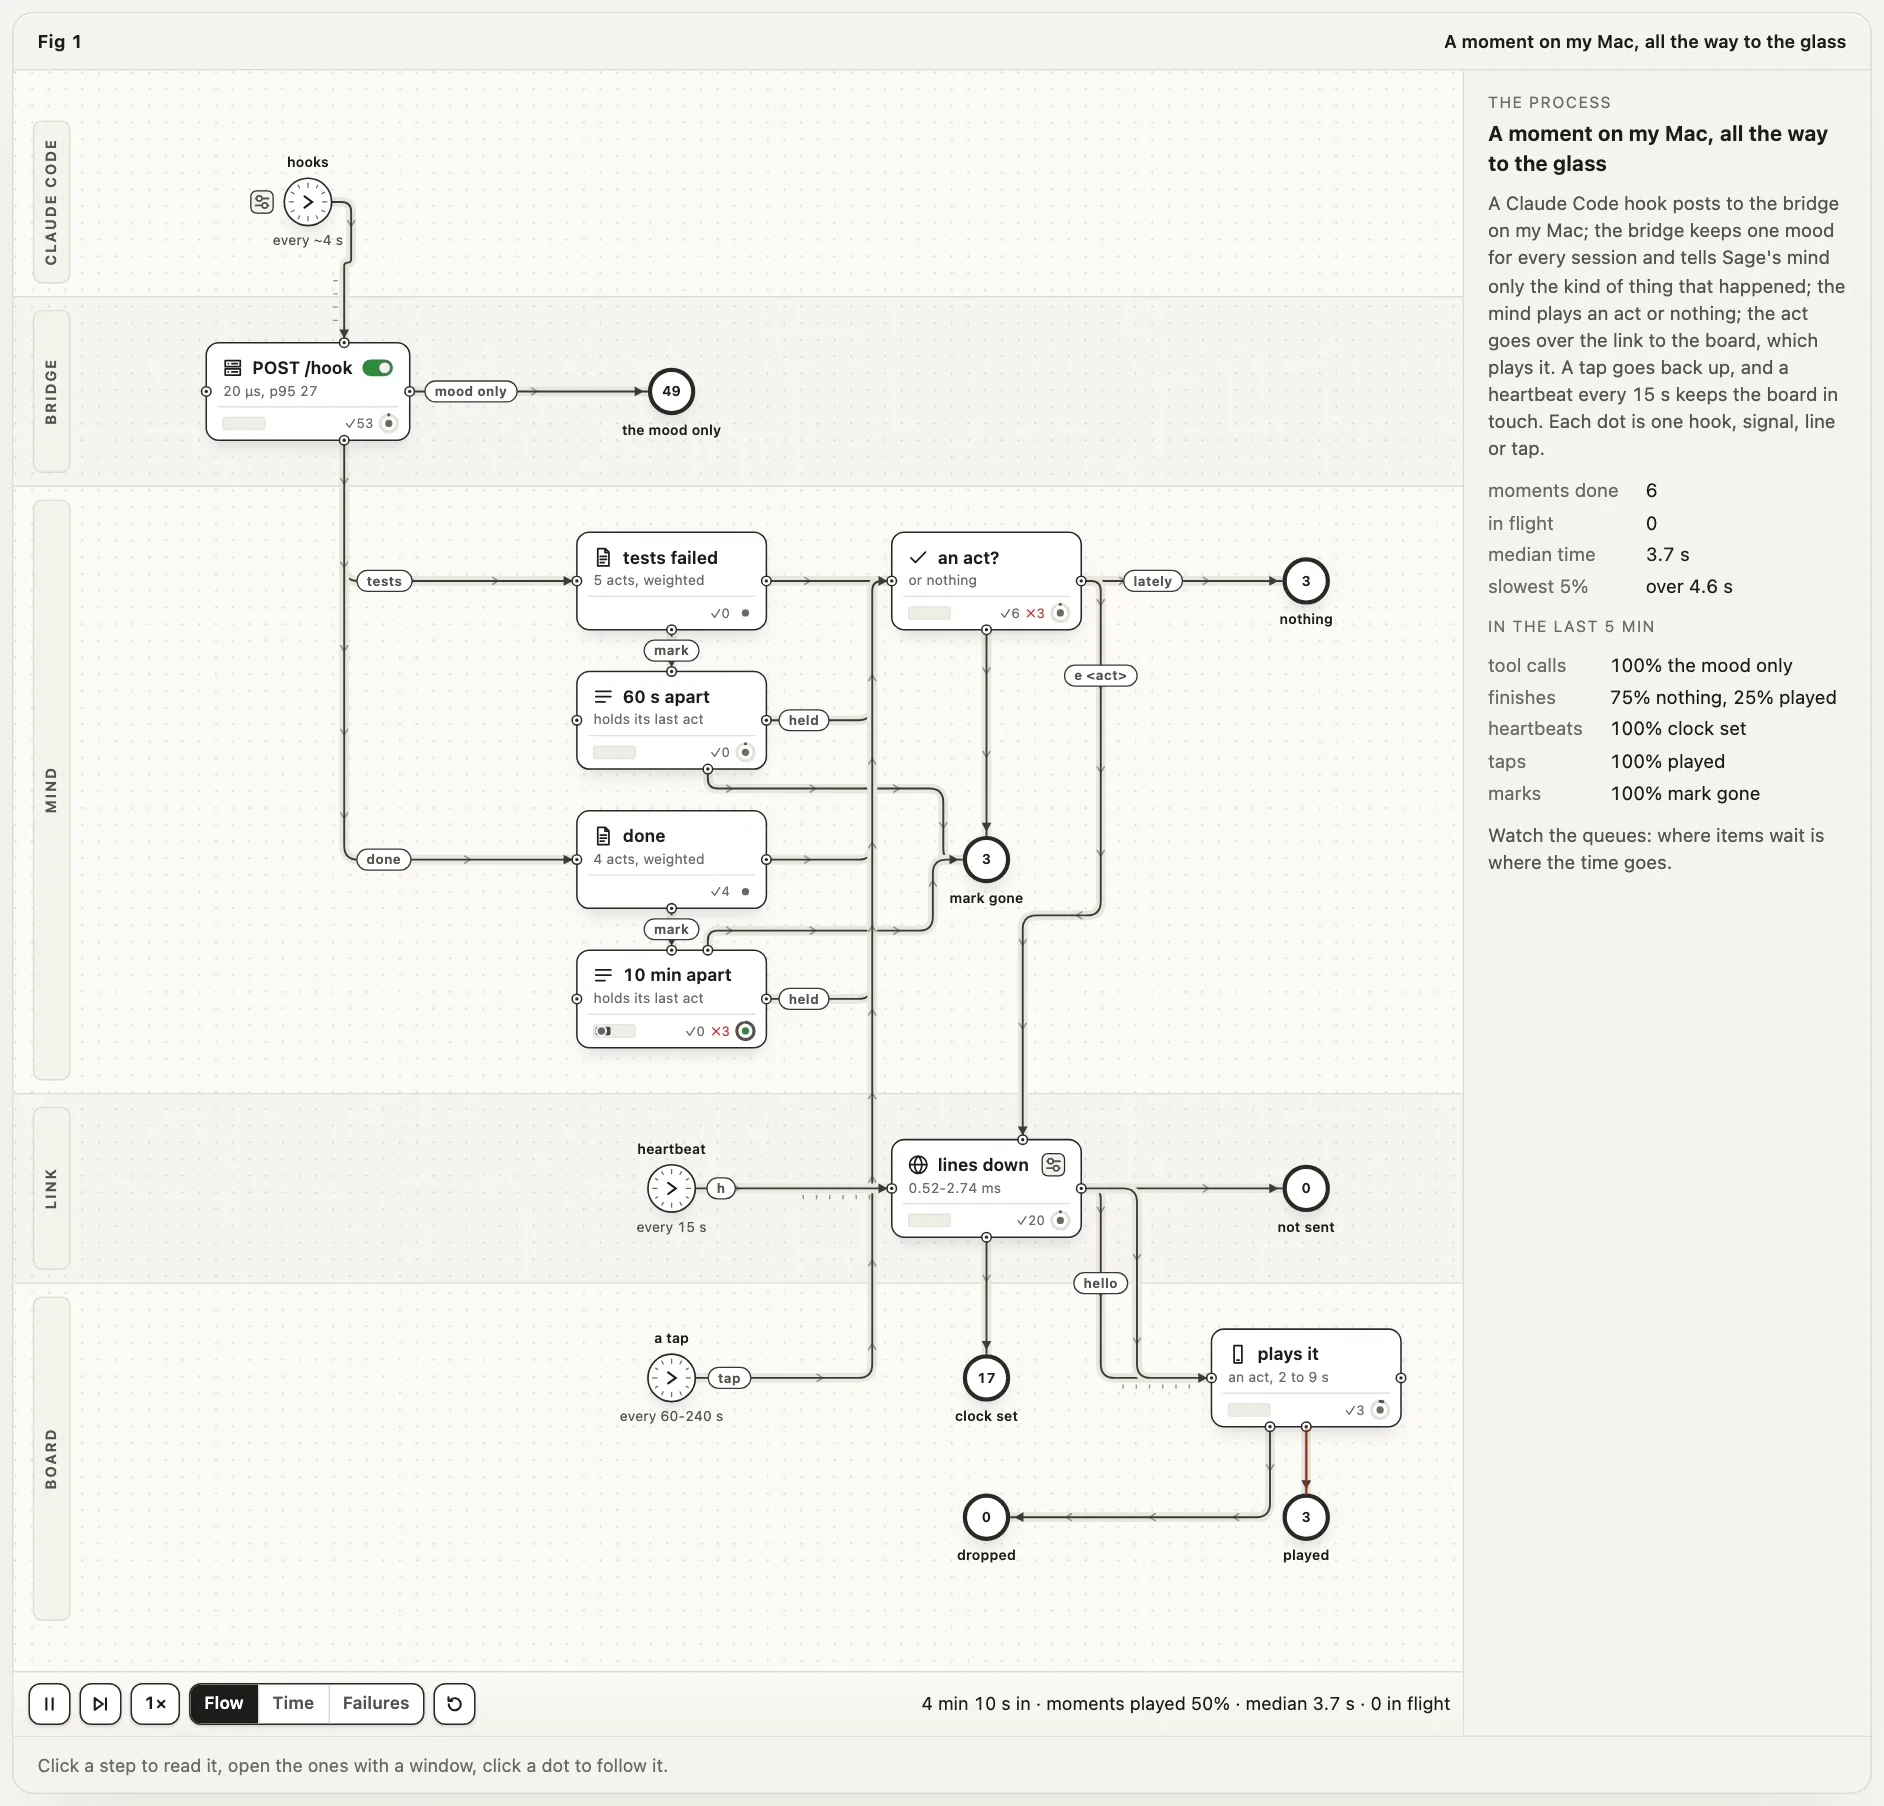 Fig 1
A moment on my Mac, all the way to the glass
CLAUDE CODE
hooks
every ~4 s
BRIDGE
POST /hook
20 µs, p95 27
✓53
mood only
49
the mood only
MIND
tests
tests failed
5 acts, weighted
✓0
mark
60 s apart
holds its last act
✓0
held
done
done
4 acts, weighted
✓4
mark
10 min apart
holds its last act
✓0 ×3
held
an act?
or nothing
✓6 ×3
lately
3
nothing
e <act>
3
mark gone
LINK
heartbeat
h
every 15 s
lines down
0.52-2.74 ms
✓20
0
not sent
hello
BOARD
a tap
tap
every 60-240 s
17
clock set
plays it
an act, 2 to 9 s
✓3
0
dropped
3
played
THE PROCESS
A moment on my Mac, all the way
to the glass
A Claude Code hook posts to the bridge
on my Mac; the bridge keeps one mood
for every session and tells Sage's mind
only the kind of thing that happened; the
mind plays an act or nothing; the act
goes over the link to the board, which
plays it. A tap goes back up, and a
heartbeat every 15 s keeps the board in
touch. Each dot is one hook, signal, line
or tap.
moments done 6
in flight 0
median time 3.7 s
slowest 5% over 4.6 s
IN THE LAST 5 MIN
tool calls 100% the mood only
finishes 75% nothing, 25% played
heartbeats 100% clock set
taps 100% played
marks 100% mark gone
Watch the queues: where items wait is
where the time goes.
1×
Flow
Time
Failures
4 min 10 s in · moments played 50% · median 3.7 s · 0 in flight
Click a step to read it, open the ones with a window, click a dot to follow it.